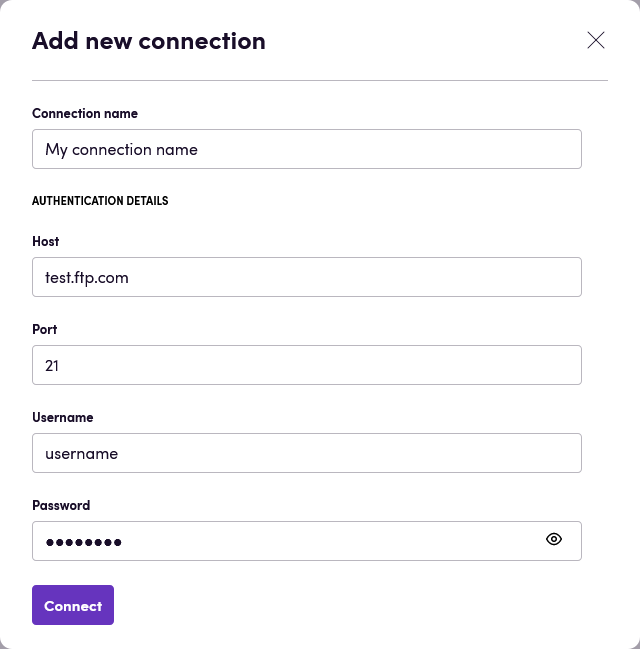 Add new connection
Connection name
My connection name
AUTHENTICATION DETAILS
Host
test.ftp.com
Port
21
Username
username
Password
••••••••
Connect